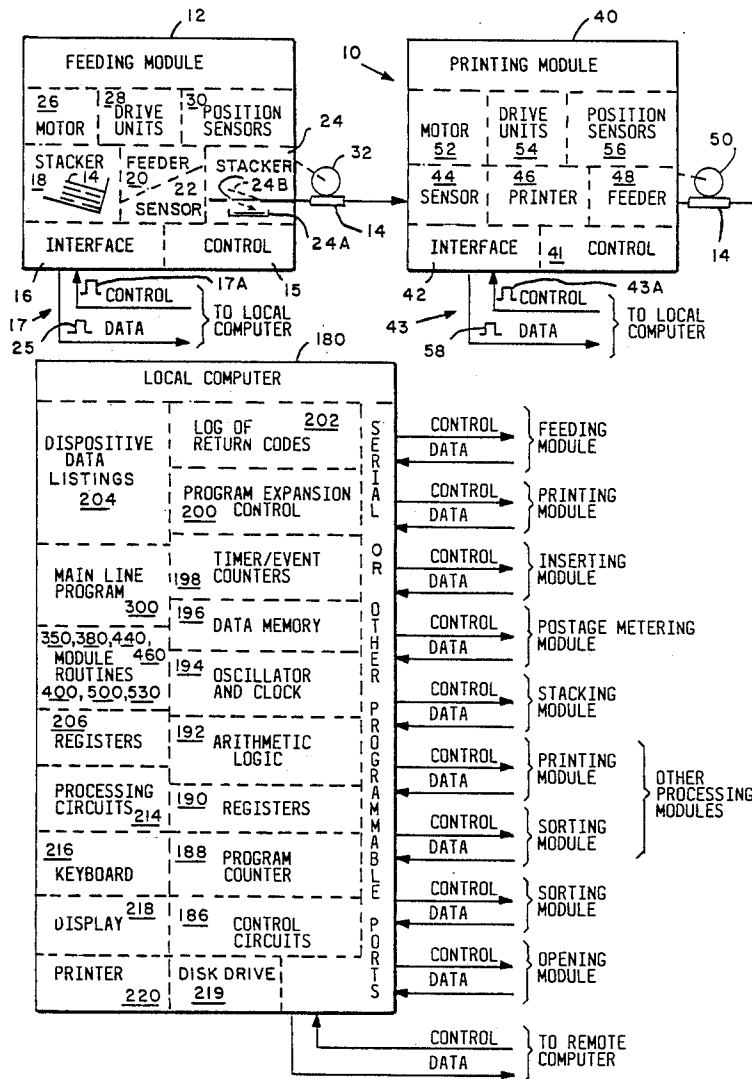 12
FEEDING MODULE
26
MOTOR
28
DRIVE
UNITS
30
POSITION
SENSORS
24
STACKER
18
14
FEEDER
20
22
SENSOR
STACKER
24B
24A
32
14
INTERFACE
CONTROL
16
15
17A
CONTROL
17
DATA
25
TO LOCAL
COMPUTER
10
40
PRINTING MODULE
MOTOR
52
DRIVE
UNITS
54
POSITION
SENSORS
56
50
44
SENSOR
46
PRINTER
48
FEEDER
14
INTERFACE
41
CONTROL
42
43A
CONTROL
43
DATA
58
TO LOCAL
COMPUTER
180
LOCAL COMPUTER
DISPOSITIVE
DATA
LISTINGS
204
MAIN LINE
PROGRAM
300
350,380,440,
MODULE 460
ROUTINES
400,500,530
206
REGISTERS
PROCESSING
CIRCUITS
214
216
KEYBOARD
DISPLAY 218
PRINTER
220
LOG OF 202
RETURN CODES
PROGRAM EXPANSION
200 CONTROL
TIMER/EVENT
198 COUNTERS
196
DATA MEMORY
194
OSCILLATOR
AND CLOCK
192
ARITHMETIC
LOGIC
190
REGISTERS
188
PROGRAM
COUNTER
186
CONTROL
CIRCUITS
DISK DRIVE
219
SERIAL OR OTHER PROGRAMMABLE PORTS
CONTROL
DATA
FEEDING
MODULE
CONTROL
DATA
PRINTING
MODULE
CONTROL
DATA
INSERTING
MODULE
CONTROL
DATA
POSTAGE METERING
MODULE
CONTROL
DATA
STACKING
MODULE
CONTROL
DATA
PRINTING
MODULE
CONTROL
DATA
SORTING
MODULE
OTHER
PROCESSING
MODULES
CONTROL
DATA
SORTING
MODULE
CONTROL
DATA
OPENING
MODULE
CONTROL
DATA
TO REMOTE
COMPUTER